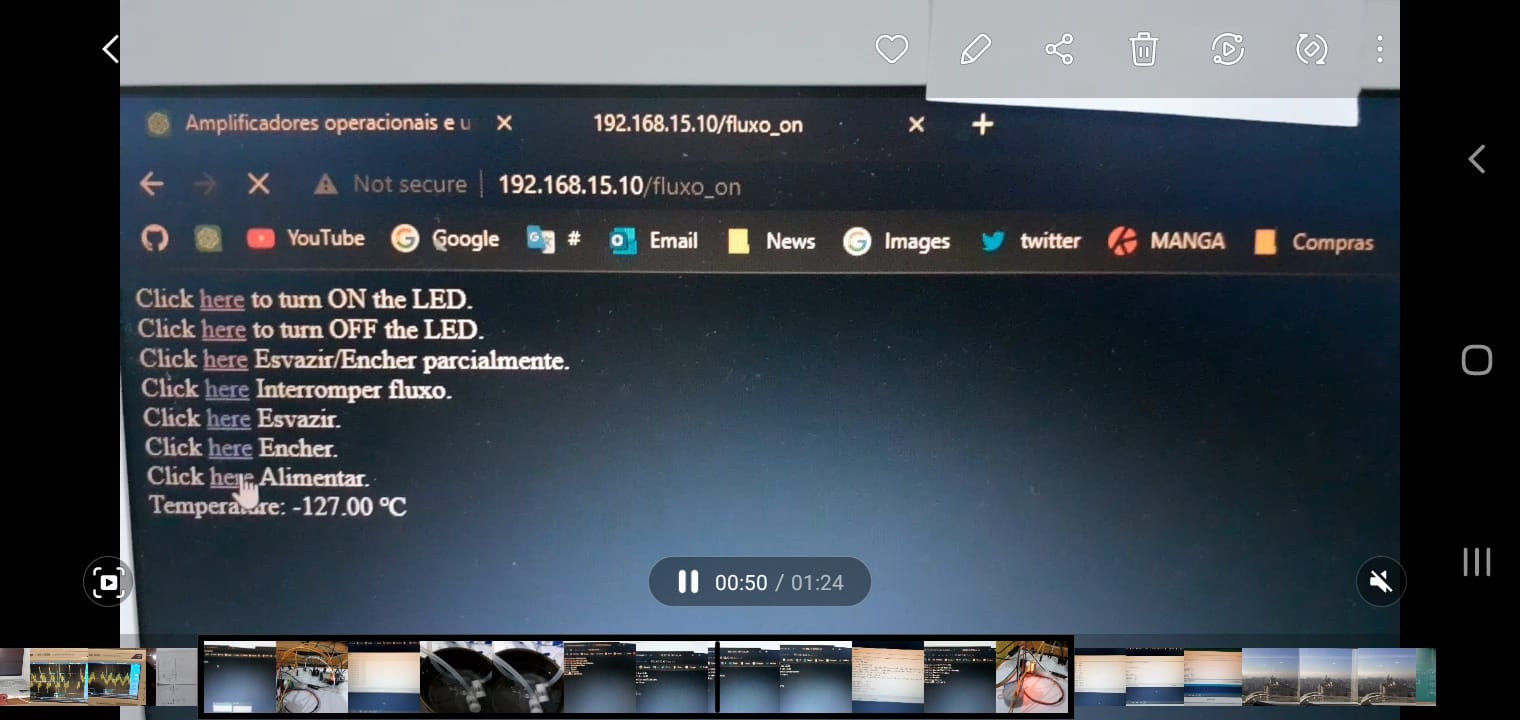 Amplificadores operacionais e u
192.168.15.10/fluxo_on
Not secure 192.168.15.10/fluxo_on
YouTube Google # Email News Images twitter MANGA Compras
Click here to turn ON the LED.
Click here to turn OFF the LED.
Click here Esvazir/Encher parcialmente.
Click here Interromper fluxo.
Click here Esvazir.
Click here Encher.
Click here Alimentar.
Temperature: -127.00 °C
00:50 / 01:24